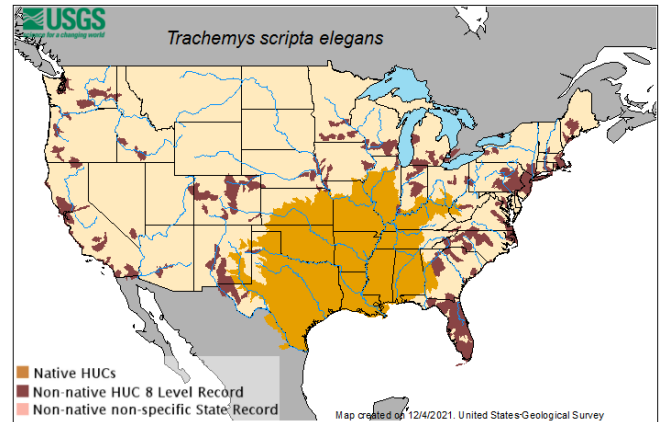 USGS
science for a changing world
Trachemys scripta elegans
Native HUCs
Non-native HUC 8 Level Record
Non-native non-specific State Record
Map created on 12/4/2021. United States Geological Survey